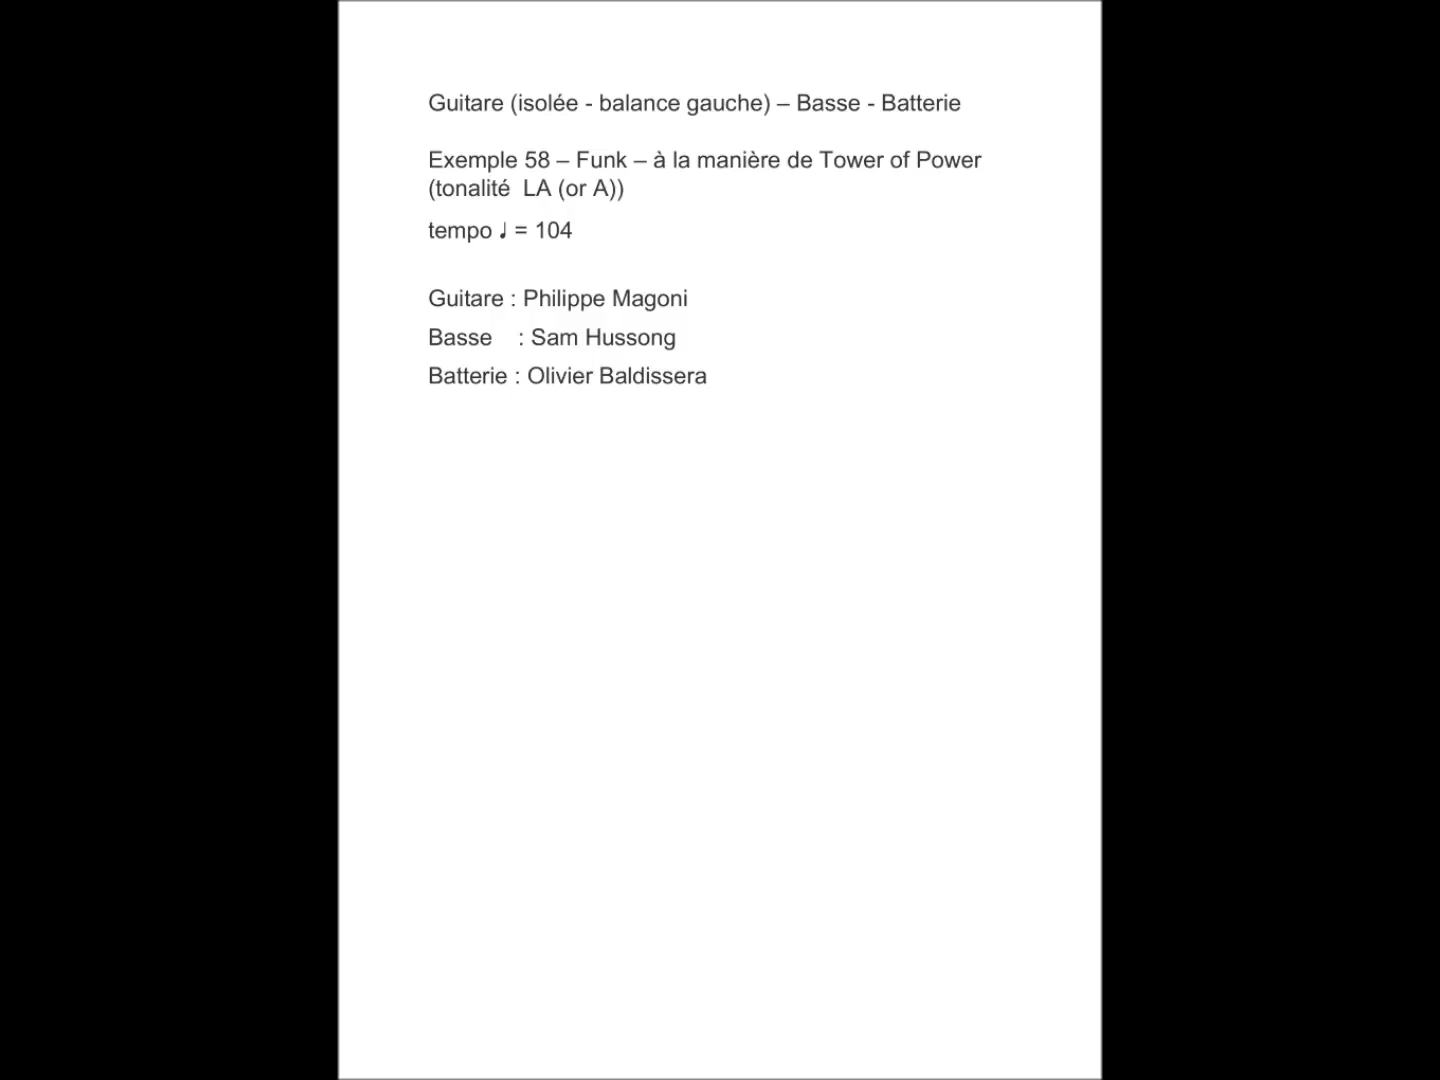 Guitare (isolée - balance gauche) – Basse - Batterie
Exemple 58 – Funk – à la manière de Tower of Power
(tonalité  LA (or A))
tempo ♩ = 104
Guitare : Philippe Magoni
Basse    : Sam Hussong
Batterie : Olivier Baldissera